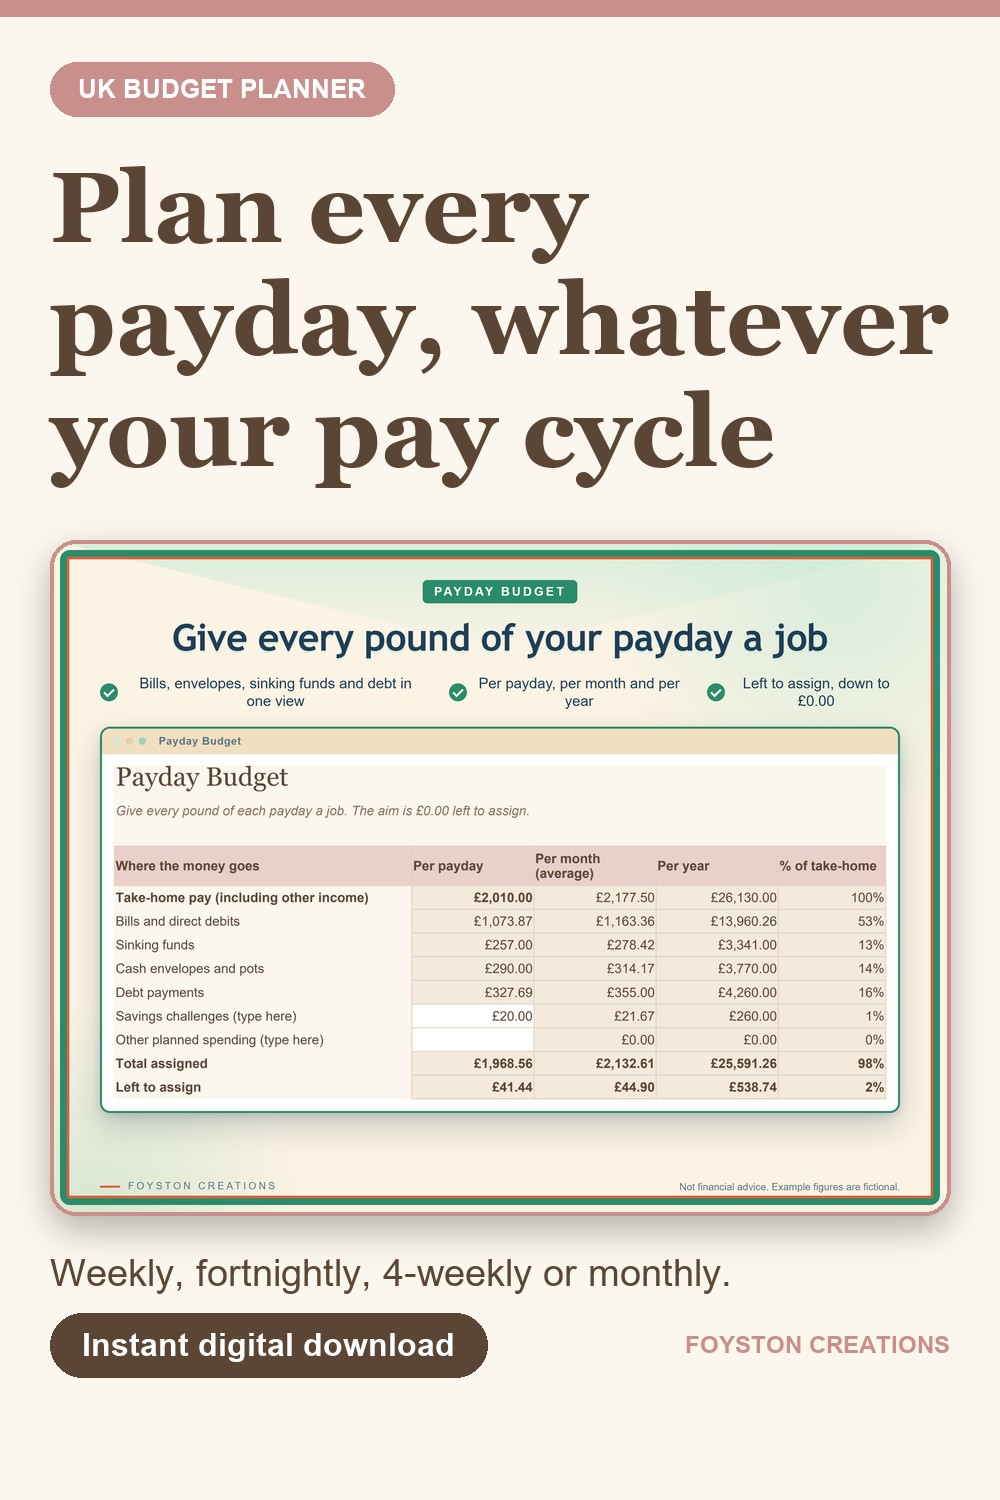 UK BUDGET PLANNER
Plan every
payday, whatever
your pay cycle
PAYDAY BUDGET
Give every pound of your payday a job
Bills, envelopes, sinking funds and debt in
one view
Per payday, per month and per
year
Left to assign, down to
£0.00
Payday Budget
Payday Budget
Give every pound of each payday a job. The aim is £0.00 left to assign.
Where the money goes Per payday Per month (average) Per year % of take-home
Take-home pay (including other income) £2,010.00 £2,177.50 £26,130.00 100%
Bills and direct debits £1,073.87 £1,163.36 £13,960.26 53%
Sinking funds £257.00 £278.42 £3,341.00 13%
Cash envelopes and pots £290.00 £314.17 £3,770.00 14%
Debt payments £327.69 £355.00 £4,260.00 16%
Savings challenges (type here) £20.00 £21.67 £260.00 1%
Other planned spending (type here) £0.00 £0.00 0%
Total assigned £1,968.56 £2,132.61 £25,591.26 98%
Left to assign £41.44 £44.90 £538.74 2%
FOYSTON CREATIONS
Not financial advice. Example figures are fictional.
Weekly, fortnightly, 4-weekly or monthly.
Instant digital download
FOYSTON CREATIONS